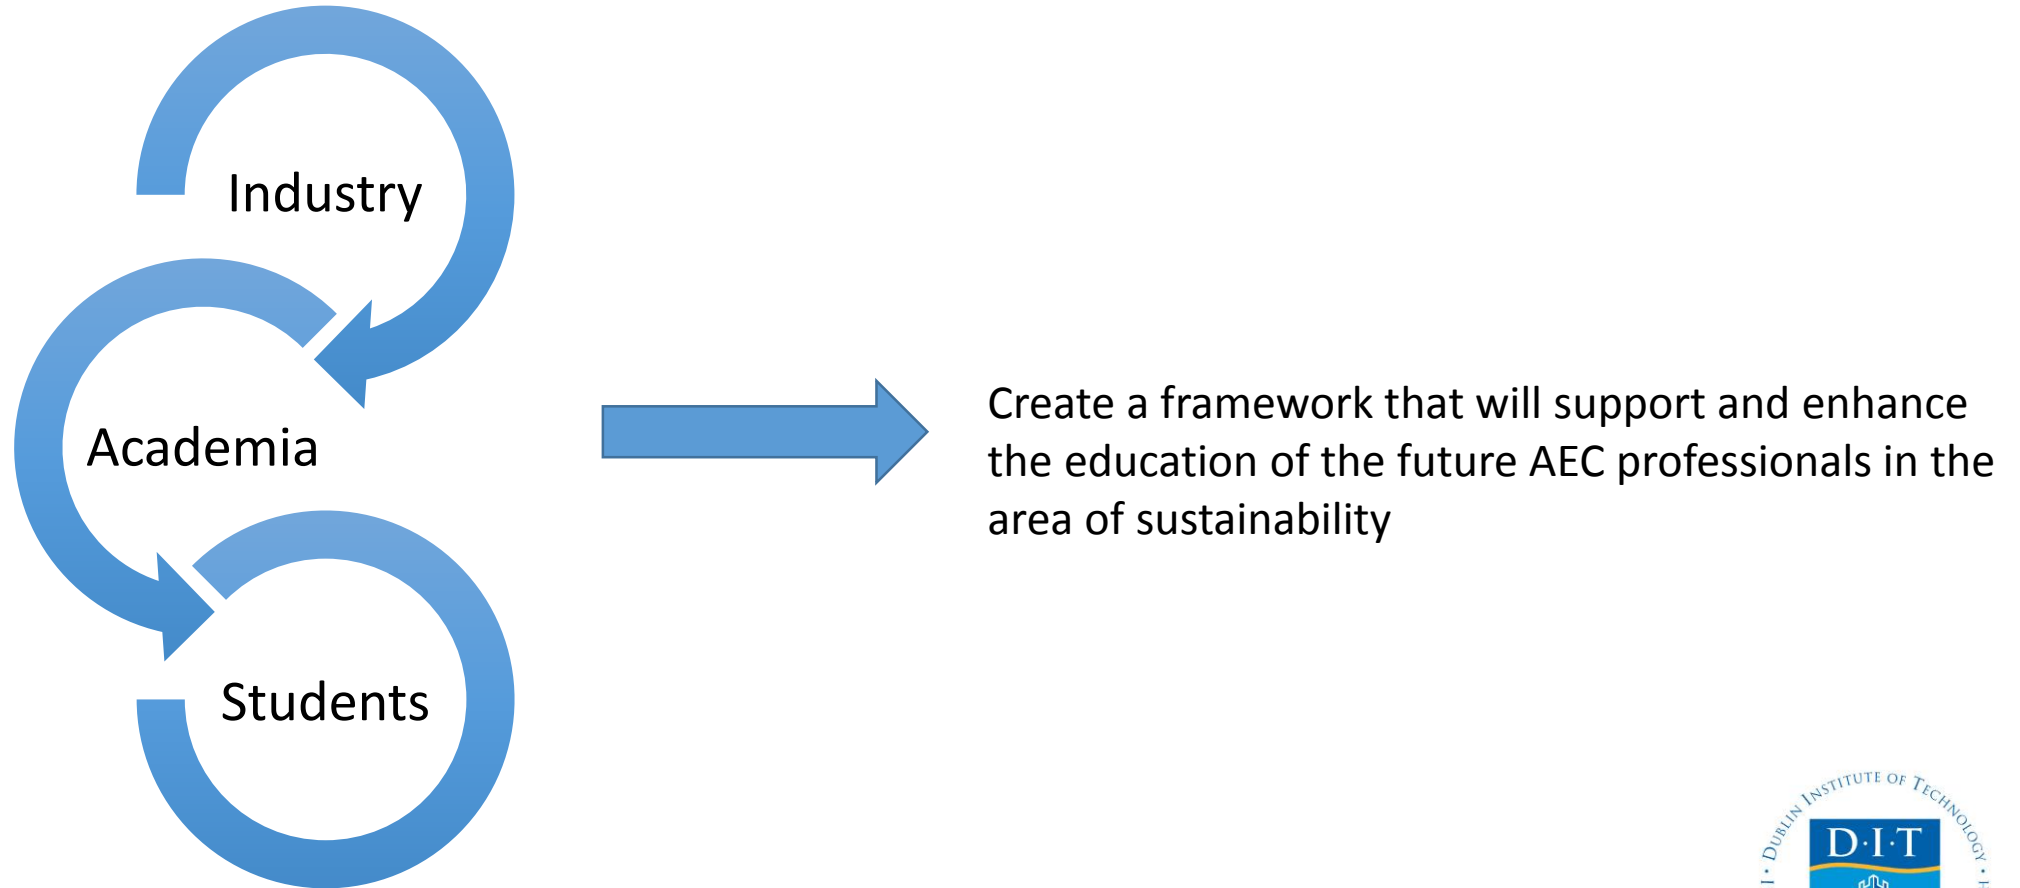 Industry
Academia
Students
Create a framework that will support and enhance
the education of the future AEC professionals in the
area of sustainability
DUBLIN INSTITUTE OF TECHNOLOGY
D·I·T